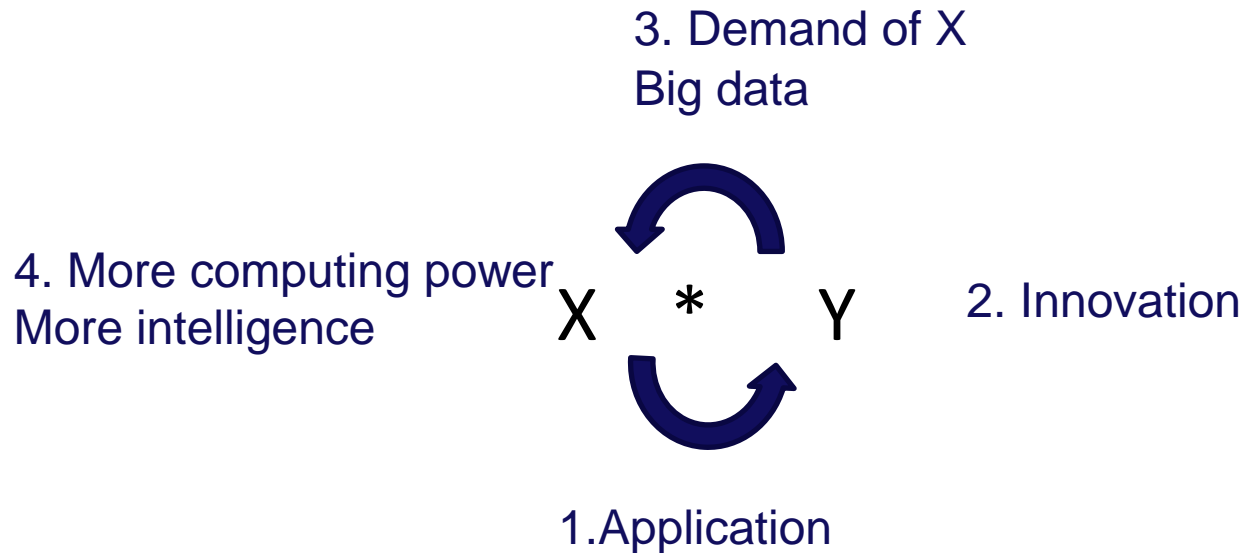 3. Demand of X
Big data
4. More computing power
More intelligence
X * Y
2. Innovation
1.Application